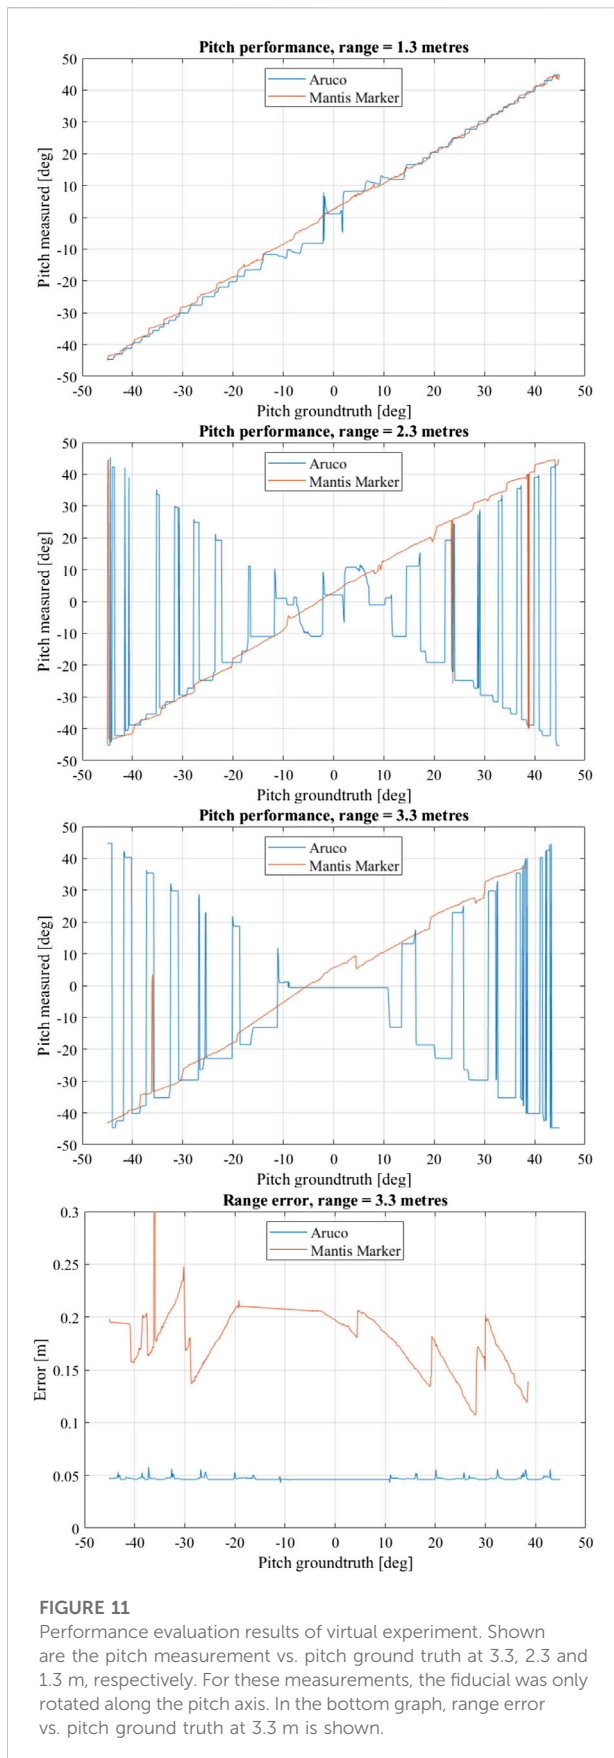 Pitch performance, range = 1.3 metres
50
40
30
20
10
0
-10
-20
-30
-40
-50
Pitch measured [deg]
Aruco
Mantis Marker
-50 -40 -30 -20 -10 0 10 20 30 40 50
Pitch groundtruth [deg]
Pitch performance, range = 2.3 metres
50
40
30
20
10
0
-10
-20
-30
-40
-50
Pitch measured [deg]
Aruco
Mantis Marker
-50 -40 -30 -20 -10 0 10 20 30 40 50
Pitch groundtruth [deg]
Pitch performance, range = 3.3 metres
50
40
30
20
10
0
-10
-20
-30
-40
-50
Pitch measured [deg]
Aruco
Mantis Marker
-50 -40 -30 -20 -10 0 10 20 30 40 50
Pitch groundtruth [deg]
Range error, range = 3.3 metres
0.3
0.25
0.2
0.15
0.1
0.05
0
Error [m]
Aruco
Mantis Marker
-50 -40 -30 -20 -10 0 10 20 30 40 50
Pitch groundtruth [deg]
FIGURE 11
Performance evaluation results of virtual experiment. Shown
are the pitch measurement vs. pitch ground truth at 3.3, 2.3 and
1.3 m, respectively. For these measurements, the fiducial was only
rotated along the pitch axis. In the bottom graph, range error
vs. pitch ground truth at 3.3 m is shown.